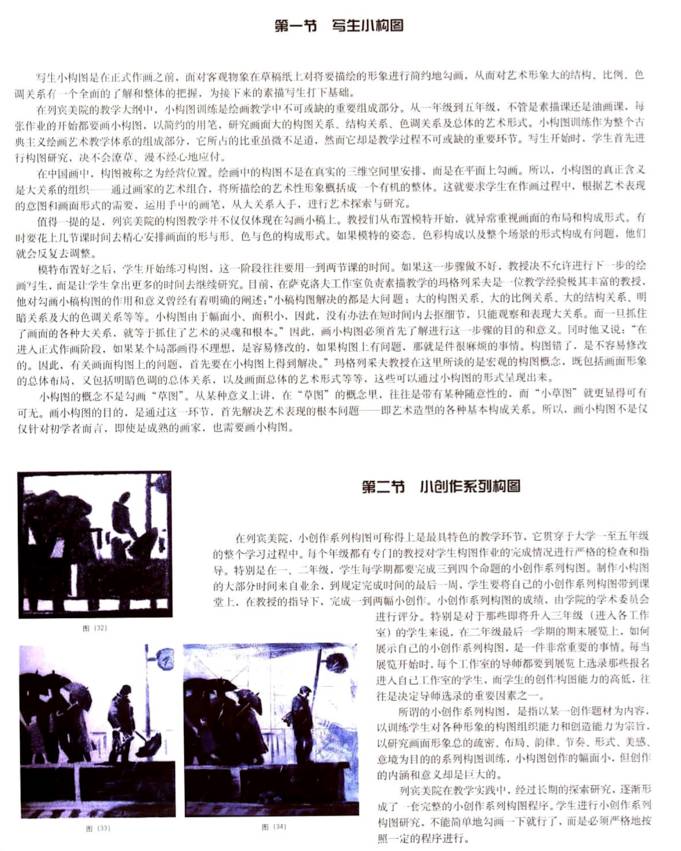 第一节 写生小构图
写生小构图是在正式作画之前，面对客观物象在草稿纸上对将要描绘的形象进行简约地勾画，从而对艺术形象大的结构、比例、色
调关系有一个全面的了解和整体的把握，为接下来的素描写生打下基础。
在列宾美院的教学大纲中，小构图训练是绘画教学中不可或缺的重要组成部分。从一年级到五年级，不管是素描课还是油画课，每
张作业的开始都要画小构图，以简约的用笔，研究画面大的构图关系、结构关系、色调关系及总体的艺术形式。小构图训练作为整个古
典主义绘画艺术教学体系的组成部分，它所占的比重虽微不足道，然而它却是教学过程不可或缺的重要环节。写生开始时，学生首先进
行构图研究，决不会潦草、漫不经心地应付。
在中国画中，构图被称之为经营位置。绘画中的构图不是在真实的三维空间里安排，而是在平面上勾画。所以，小构图的真正含义
是大关系的组织——通过画家的艺术组合，将所描绘的艺术性形象概括成一个有机的整体。这就要求学生在作画过程中，根据艺术表现
的意图和画面形式的需要，运用手中的画笔，从大关系入手，进行艺术探索与研究。
值得一提的是，列宾美院的构图教学并不仅仅体现在勾画小稿上。教授们从布置模特开始，就异常重视画面的布局和构成形式。有
时要花上几节课时间去精心安排画面的形与形、色与色的构成形式。如果模特的姿态、色彩构成以及整个场景的形式构成有问题，他们
就会反复去调整。
模特布置好之后，学生开始练习构图，这一阶段往往要用一到两节课的时间。如果这一步骤做不好，教授决不允许进行下一步的绘
画写生，而是让学生拿出更多的时间去继续研究。目前，在萨克洛夫工作室负责素描教学的玛格列采夫是一位教学经验极其丰富的教授，
他对勾画小稿构图的作用和意义曾经有着明确的阐述：“小稿构图解决的都是大问题：大的构图关系、大的比例关系、大的结构关系、明
暗关系及大的色调关系等等。小构图由于幅面小、面积小，因此，没有办法在短时间内去抠细节，只能观察和表现大关系。而一旦抓住
了画面的各种大关系，就等于抓住了艺术的灵魂和根本。”因此，画小构图必须首先了解进行这一步骤的目的和意义。同时他又说：“在
进入正式作画阶段，如果某个局部画得不理想，是容易修改的，如果构图上有问题，那就是件很麻烦的事情。构图错了，是不容易修改
的。因此，有关画面构图上的问题，首先要在小构图上得到解决。”玛格列采夫教授在这里所谈的是宏观的构图概念，既包括画面形象
的总体布局，又包括明暗色调的总体关系，以及画面总体的艺术形式等等，这些可以通过小构图的形式呈现出来。
小构图的概念不是勾画“草图”。从某种意义上讲，在“草图”的概念里，往往是带有某种随意性的，而“小草图”就更显得可有
可无。画小构图的目的，是通过这一环节，首先解决艺术表现的根本问题——即艺术造型的各种基本构成关系。所以，画小构图不是仅
仅针对初学者而言，即使是成熟的画家，也需要画小构图。
第二节 小创作系列构图
在列宾美院，小创作系列构图可称得上是最具特色的教学环节，它贯穿于大学一至五年级
的整个学习过程中。每个年级都有专门的教授对学生构图作业的完成情况进行严格的检查和指
导。特别是在一、二年级，学生每学期都要完成三到四个命题的小创作系列构图。制作小构图
的大部分时间来自业余，到规定完成时间的最后一周，学生要将自己的小创作系列构图带到课
堂上，在教授的指导下，完成一到两幅小创作。小创作系列构图的成绩，由学院的学术委员会
进行评分。特别是对于那些即将升入三年级（进入各工作
室）的学生来说，在二年级最后一学期的期末展览上，如何
展示自己的小创作系列构图，是一件非常重要的事情。每当
展览开始时，每个工作室的导师都要到展览上选录那些报名
进入自己工作室的学生，而学生的创作构图能力的高低，往
往是决定导师选录的重要因素之一。
所谓的小创作系列构图，是指以某一创作题材为内容，
以训练学生对各种形象的构图组织能力和创造能力为宗旨，
以研究画面形象总的疏密、布局、韵律、节奏、形式、美感、
意境为目的的系列构图训练，小构图创作的幅面小，但创作
的内涵和意义却是巨大的。
列宾美院在教学实践中，经过长期的探索研究，逐渐形
成了一套完整的小创作系列构图程序。学生进行小创作系列
构图研究，不能简单地勾画一下就行了，而是必须严格地按
照一定的程序进行。
图 (32)
图 (33)
图 (34)